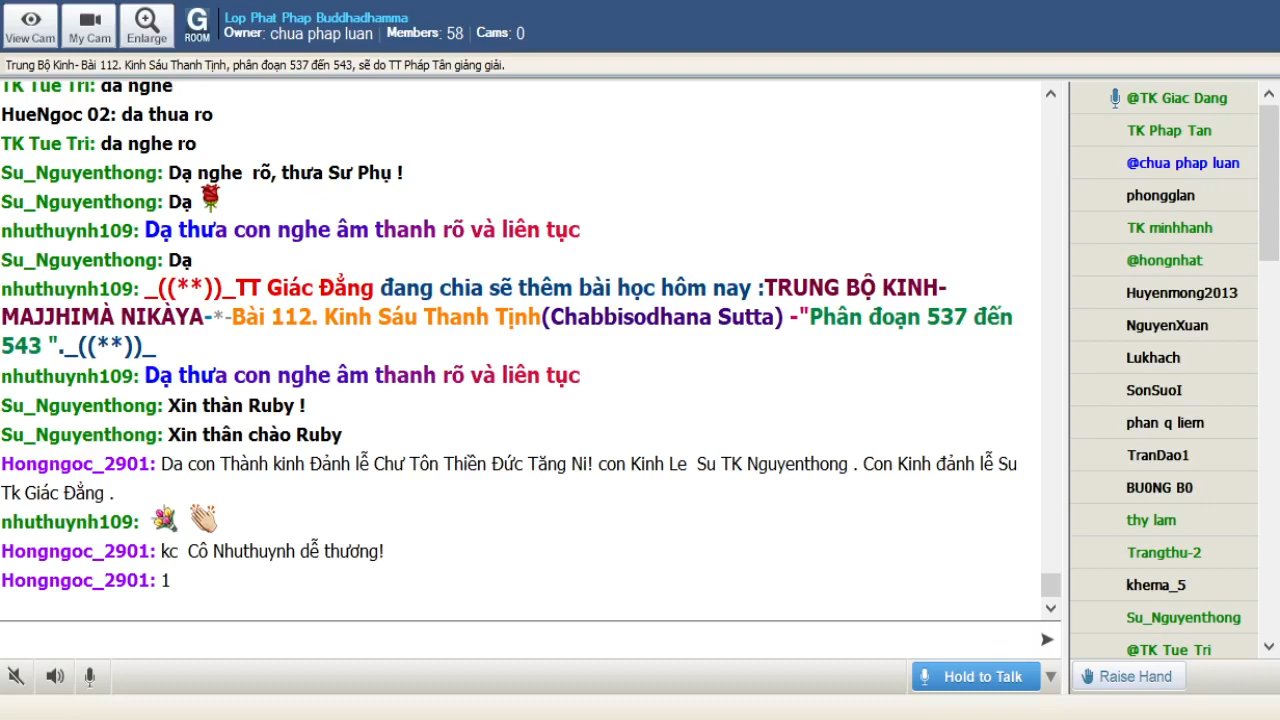 Lop Phat Phap Buddhadhamma
View Cam My Cam Enlarge G ROOM Owner: chua phap luan Members: 58 Cams: 0
Trung Bộ Kinh- Bài 112. Kinh Sáu Thanh Tịnh, phân đoạn 537 đến 543, sẽ do TT Pháp Tân giảng giải.
TK Tue Tri: da nghe
HueNgoc 02: da thua ro
TK Tue Tri: da nghe ro
Su_Nguyenthong: Dạ nghe rõ, thưa Sư Phụ !
Su_Nguyenthong: Dạ
nhuthuynh109: Dạ thưa con nghe âm thanh rõ và liên tục
Su_Nguyenthong: Dạ
nhuthuynh109: _((**))_TT Giác Đẳng đang chia sẽ thêm bài học hôm nay :TRUNG BỘ KINH-
MAJJHIMÀ NIKÀYA-*-Bài 112. Kinh Sáu Thanh Tịnh(Chabbisodhana Sutta) -"Phân đoạn 537 đến
543 "._((**))_
nhuthuynh109: Dạ thưa con nghe âm thanh rõ và liên tục
Su_Nguyenthong: Xin thàn Ruby !
Su_Nguyenthong: Xin thân chào Ruby
Hongngoc_2901: Da con Thành kinh Đảnh lễ Chư Tôn Thiền Đức Tăng Ni! con Kinh Le Su TK Nguyenthong . Con Kinh đảnh lễ Su
Tk Giác Đẳng .
nhuthuynh109:
Hongngoc_2901: kc Cô Nhuthuynh dễ thương!
Hongngoc_2901: 1
@TK Giac Dang
TK Phap Tan
@chua phap luan
phongglan
TK minhhanh
@hongnhat
Huyenmong2013
NguyenXuan
Lukhach
SonSuoI
phan q liem
TranDao1
BU0NG B0
thy lam
Trangthu-2
khema_5
Su_Nguyenthong
@TK Tue Tri
Hold to Talk
Raise Hand